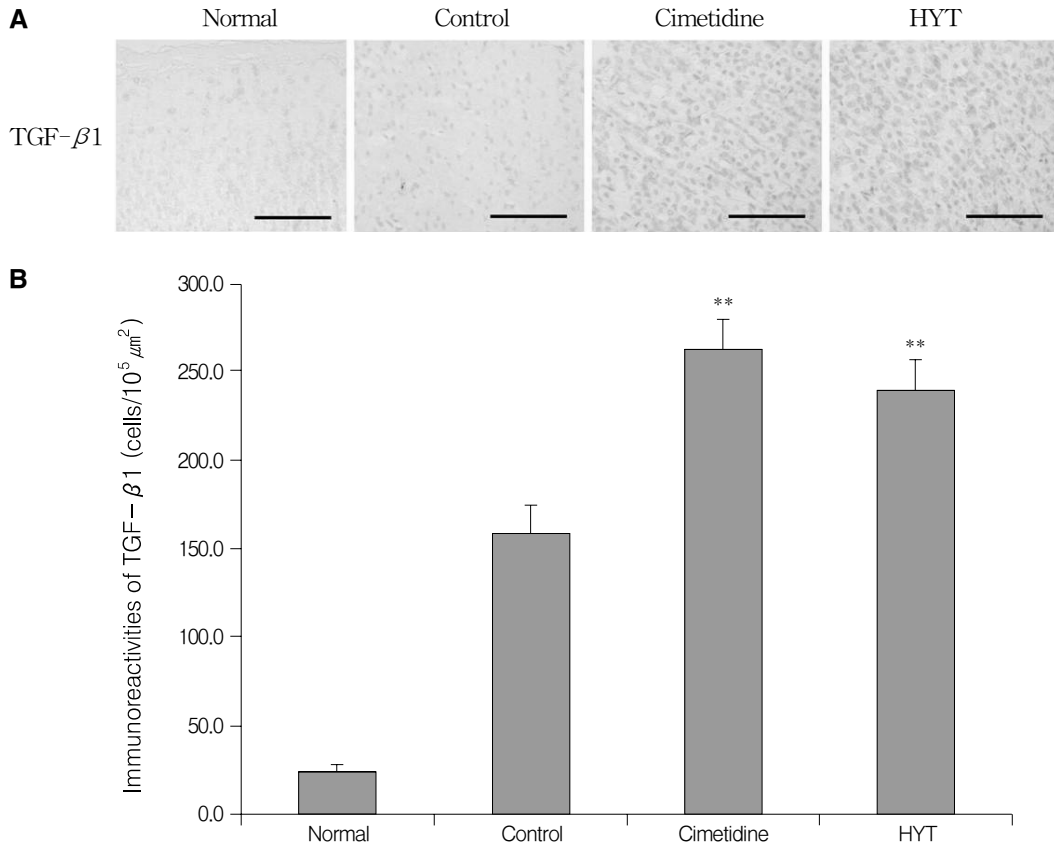 A
Normal Control Cimetidine HYT
TGF-β1
B
Immunoreactivities of TGF-β1 (cells/10⁵ μm²)
300.0
250.0
200.0
150.0
100.0
50.0
0.0
** **
Normal Control Cimetidine HYT